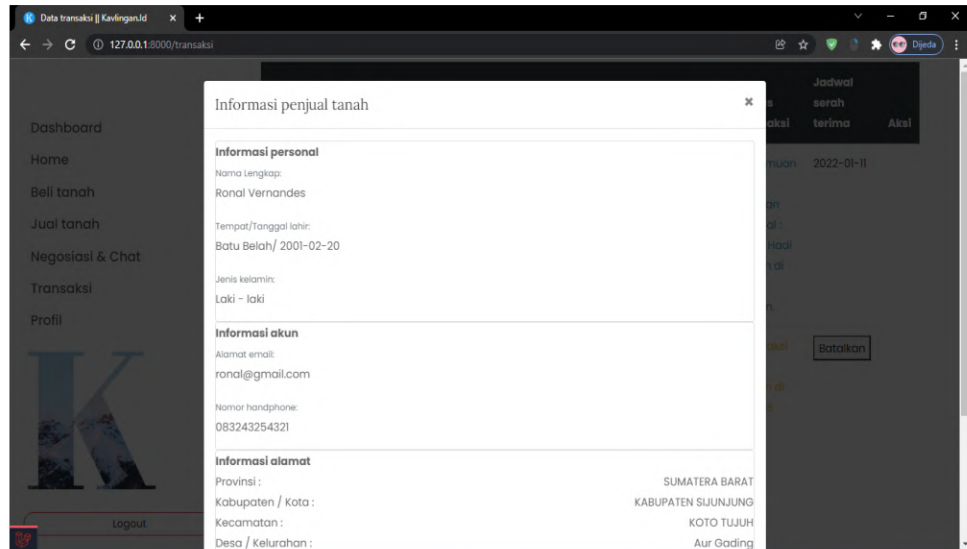 Data transaksi || Kavlingan.Id
127.0.0.1:8000/transaksi
Dijeda
Dashboard
Home
Beli tanah
Jual tanah
Negosiasi & Chat
Transaksi
Profil
Logout
Jadwal
serah
terima
Aksi
2022-01-11
Hadi
Batalkan
Informasi penjual tanah
Informasi personal
Nama Lengkap:
Ronal Vernandes
Tempat/Tanggal lahir:
Batu Belah/ 2001-02-20
Jenis kelamin:
Laki - laki
Informasi akun
Alamat email:
ronal@gmail.com
Nomor handphone:
083243254321
Informasi alamat
Provinsi : SUMATERA BARAT
Kabupaten / Kota : KABUPATEN SIJUNJUNG
Kecamatan : KOTO TUJUH
Desa / Kelurahan : Aur Gading